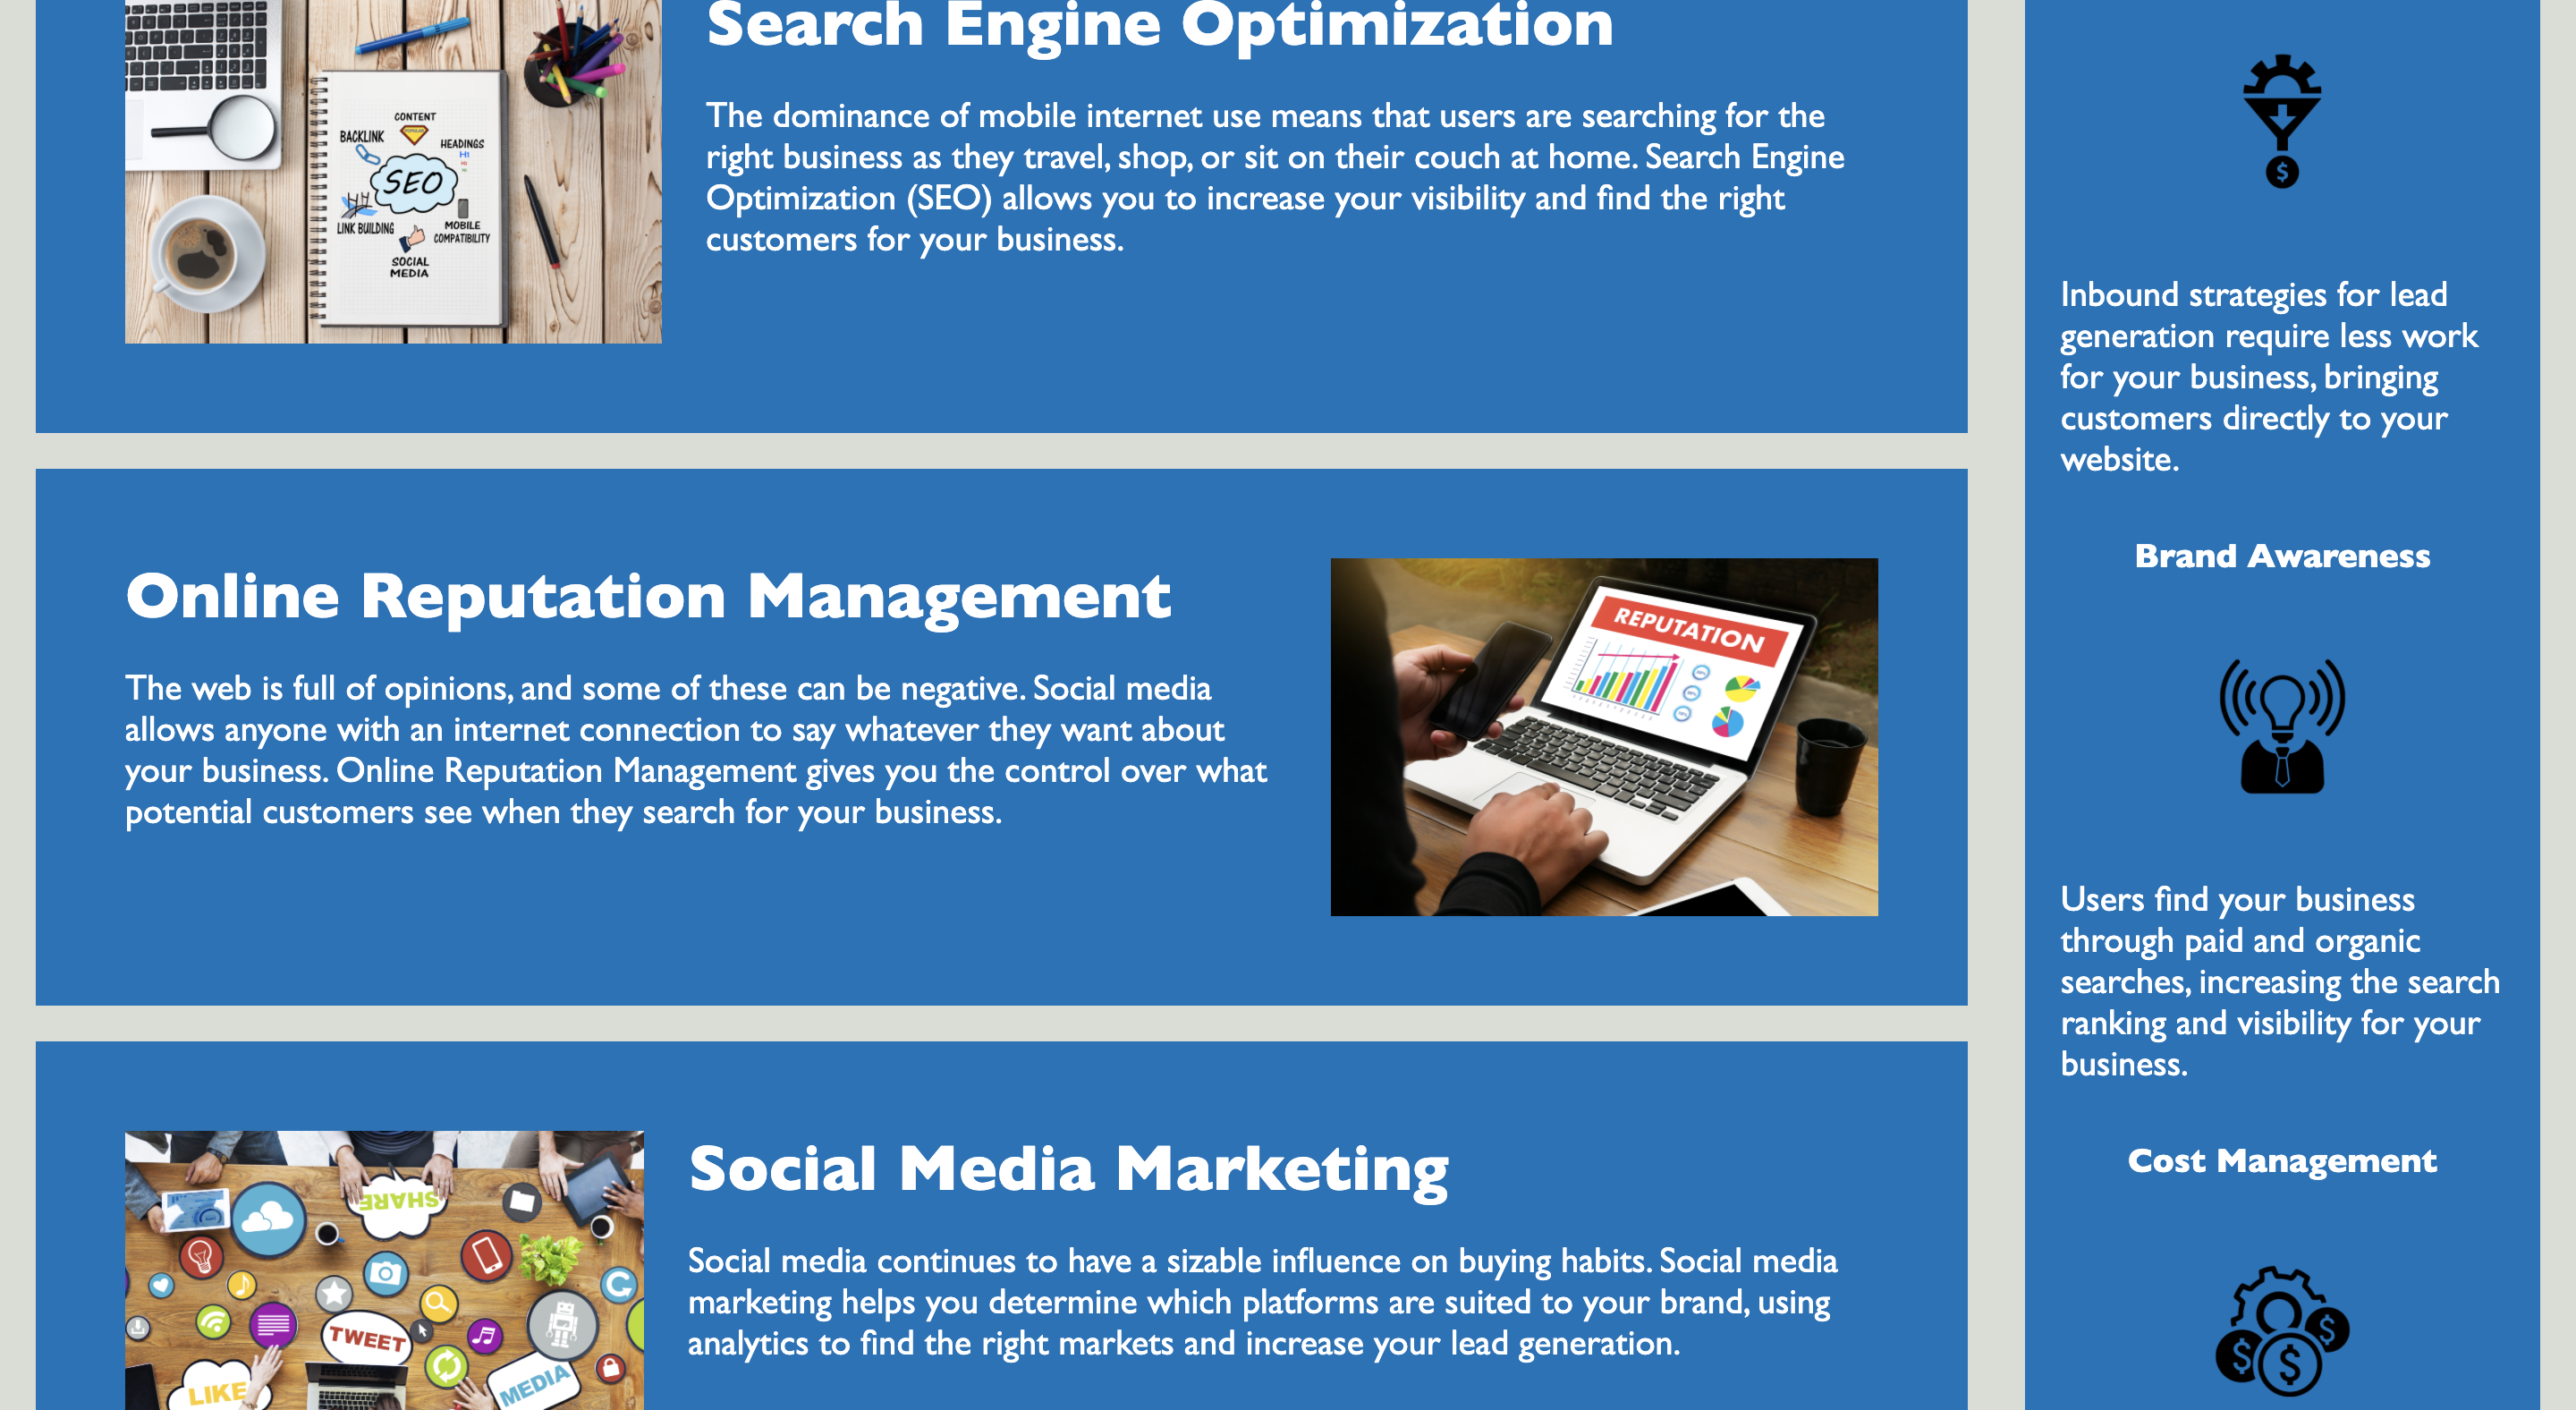 Search Engine Optimization
The dominance of mobile internet use means that users are searching for the
right business as they travel, shop, or sit on their couch at home. Search Engine
Optimization (SEO) allows you to increase your visibility and find the right
customers for your business.
CONTENT
BACKLINK
HEADINGS
H1
SEO
LINK BUILDING
MOBILE
COMPATIBILITY
SOCIAL
MEDIA
Online Reputation Management
The web is full of opinions, and some of these can be negative. Social media
allows anyone with an internet connection to say whatever they want about
your business. Online Reputation Management gives you the control over what
potential customers see when they search for your business.
REPUTATION
Social Media Marketing
Social media continues to have a sizable influence on buying habits. Social media
marketing helps you determine which platforms are suited to your brand, using
analytics to find the right markets and increase your lead generation.
SHARE
TWEET
LIKE
MEDIA
$
Inbound strategies for lead
generation require less work
for your business, bringing
customers directly to your
website.
Brand Awareness
Users find your business
through paid and organic
searches, increasing the search
ranking and visibility for your
business.
Cost Management
$
$
$